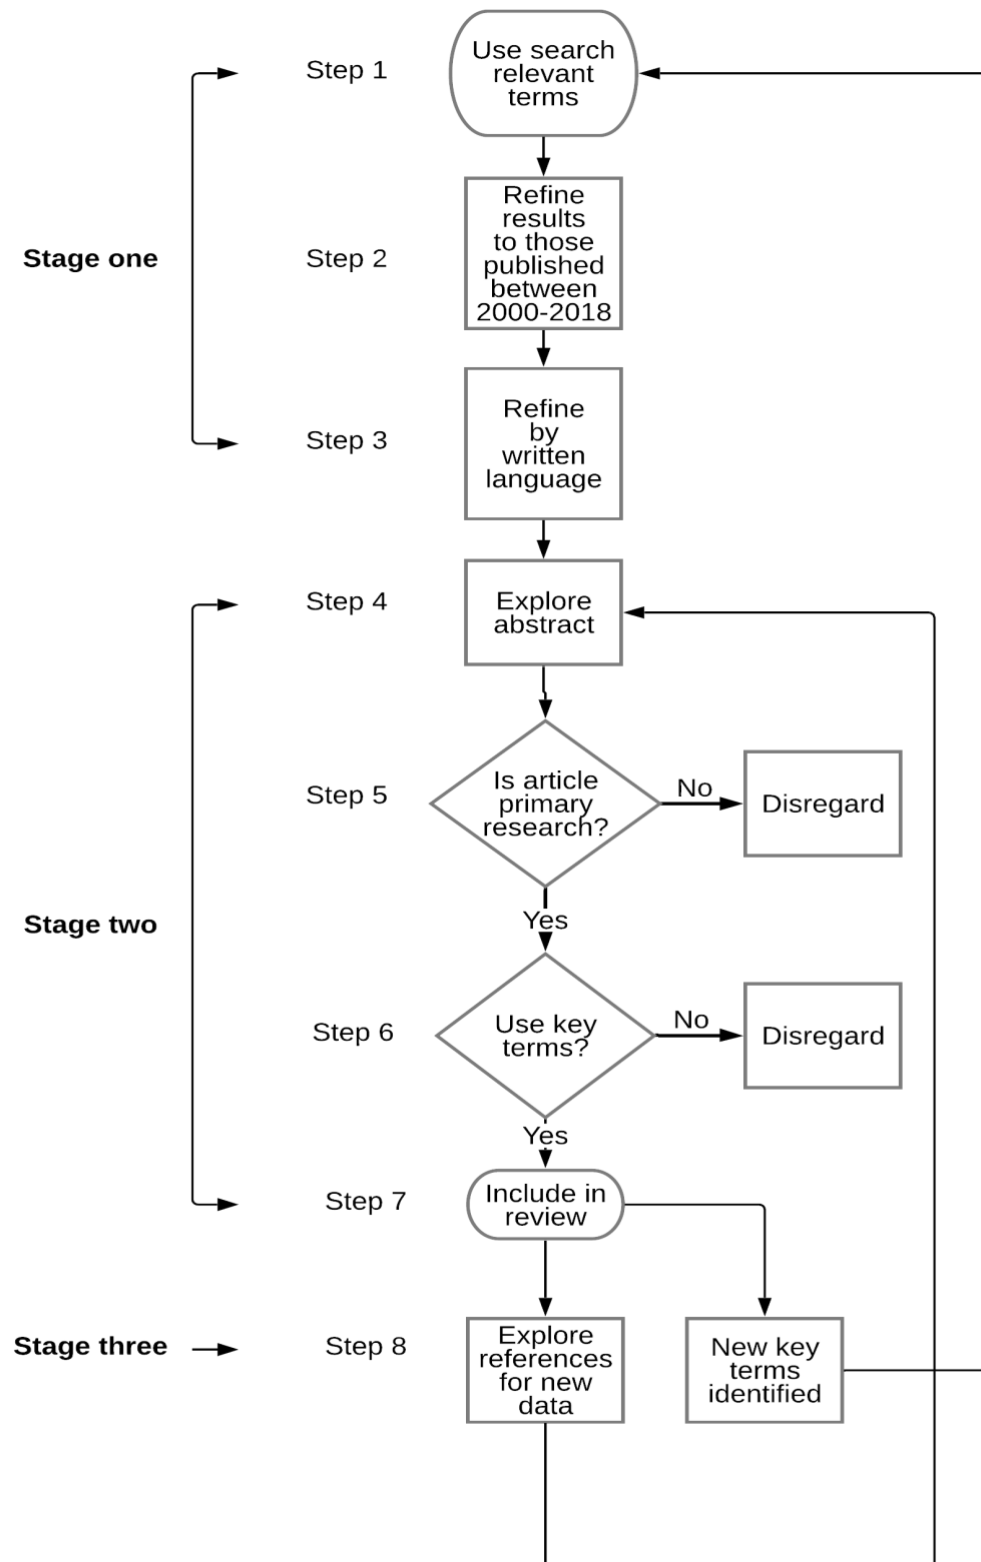 Step 1
Use search
relevant
terms
Stage one
Step 2
Refine
results
to those
published
between
2000-2018
Step 3
Refine
by
written
language
Step 4
Explore
abstract
Step 5
Is article
primary
research?
No
Disregard
Yes
Stage two
Step 6
Use key
terms?
No
Disregard
Yes
Step 7
Include in
review
Stage three
Step 8
Explore
references
for new
data
New key
terms
identified